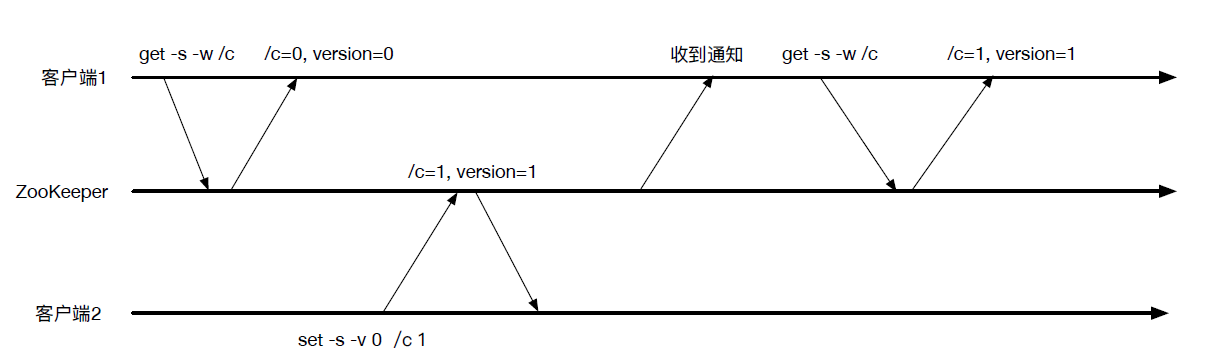 get -s -w /c
/c=0, version=0
收到通知
get -s -w /c
/c=1, version=1
客户端1
/c=1, version=1
ZooKeeper
客户端2
set -s -v 0 /c 1